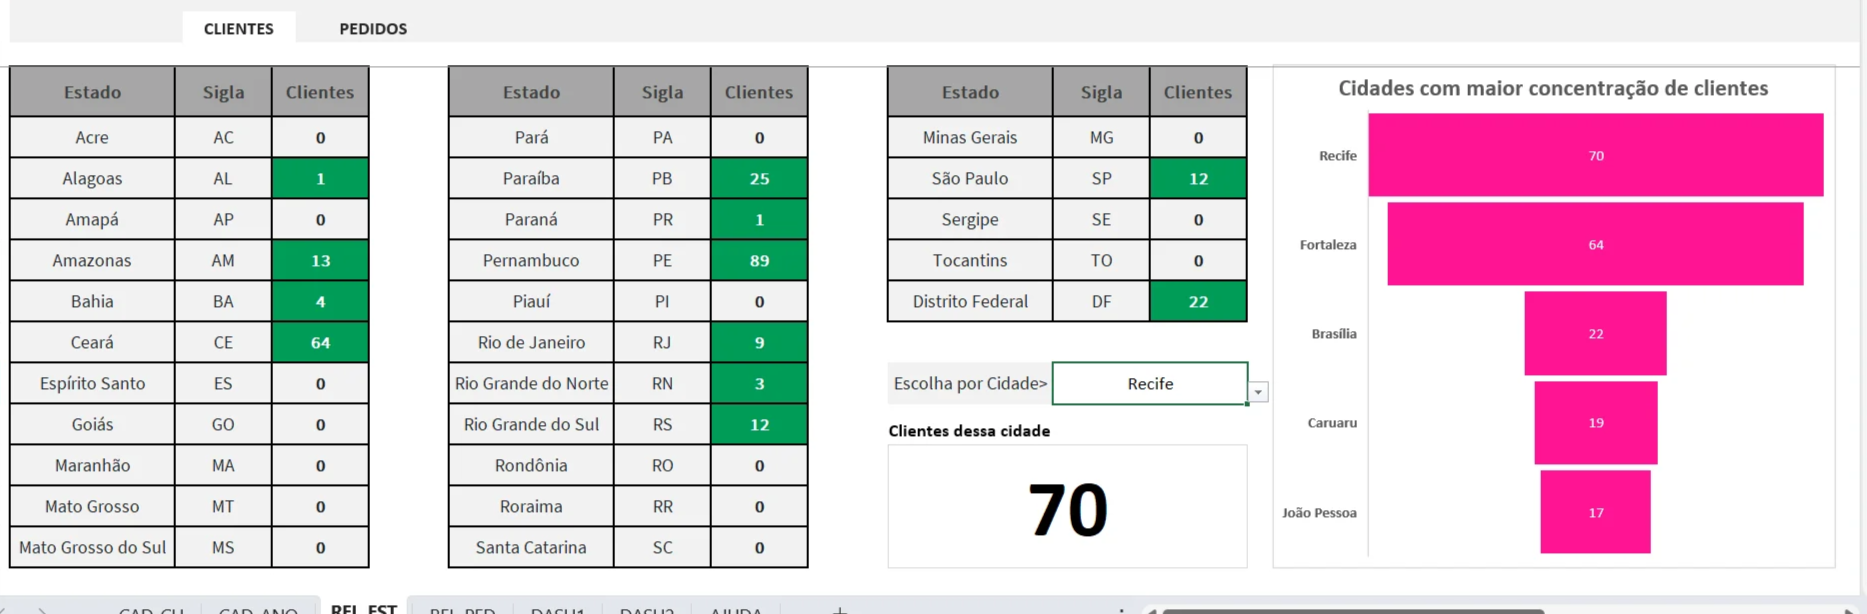 CLIENTES PEDIDOS
Estado Sigla Clientes
Acre AC 0
Alagoas AL 1
Amapá AP 0
Amazonas AM 13
Bahia BA 4
Ceará CE 64
Espírito Santo ES 0
Goiás GO 0
Maranhão MA 0
Mato Grosso MT 0
Mato Grosso do Sul MS 0
Estado Sigla Clientes
Pará PA 0
Paraíba PB 25
Paraná PR 1
Pernambuco PE 89
Piauí PI 0
Rio de Janeiro RJ 9
Rio Grande do Norte RN 3
Rio Grande do Sul RS 12
Rondônia RO 0
Roraima RR 0
Santa Catarina SC 0
Estado Sigla Clientes
Minas Gerais MG 0
São Paulo SP 12
Sergipe SE 0
Tocantins TO 0
Distrito Federal DF 22
Escolha por Cidade> Recife
Clientes dessa cidade
70
Cidades com maior concentração de clientes
Recife 70
Fortaleza 64
Brasília 22
Caruaru 19
João Pessoa 17
CAD_CLI CAD_ANO REL_EST REL_PED DASH1 DASH2 AJUDA +